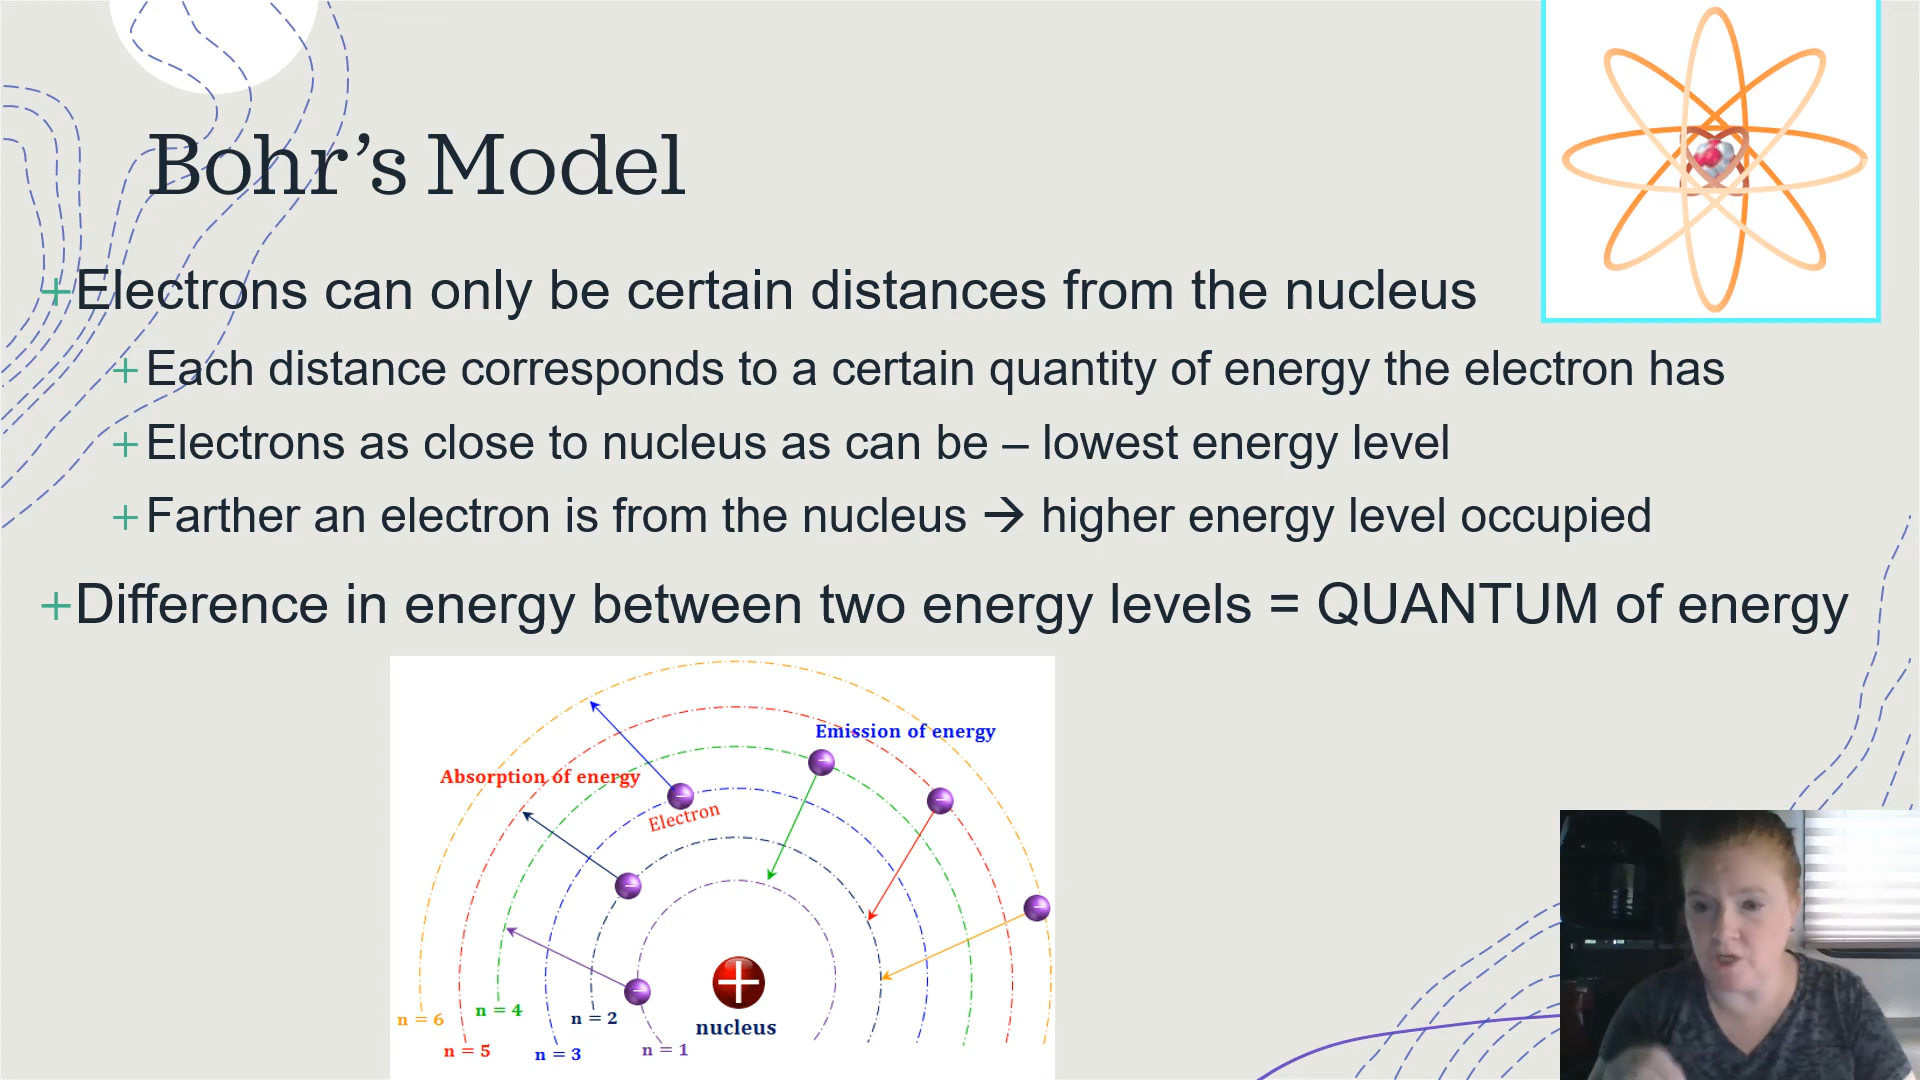 Bohr’s Model
+Electrons can only be certain distances from the nucleus
+Each distance corresponds to a certain quantity of energy the electron has
+Electrons as close to nucleus as can be – lowest energy level
+Farther an electron is from the nucleus → higher energy level occupied
+Difference in energy between two energy levels = QUANTUM of energy
Emission of energy
Absorption of energy
Electron
n = 6
n = 5
n = 4
n = 3
n = 2
n = 1
nucleus